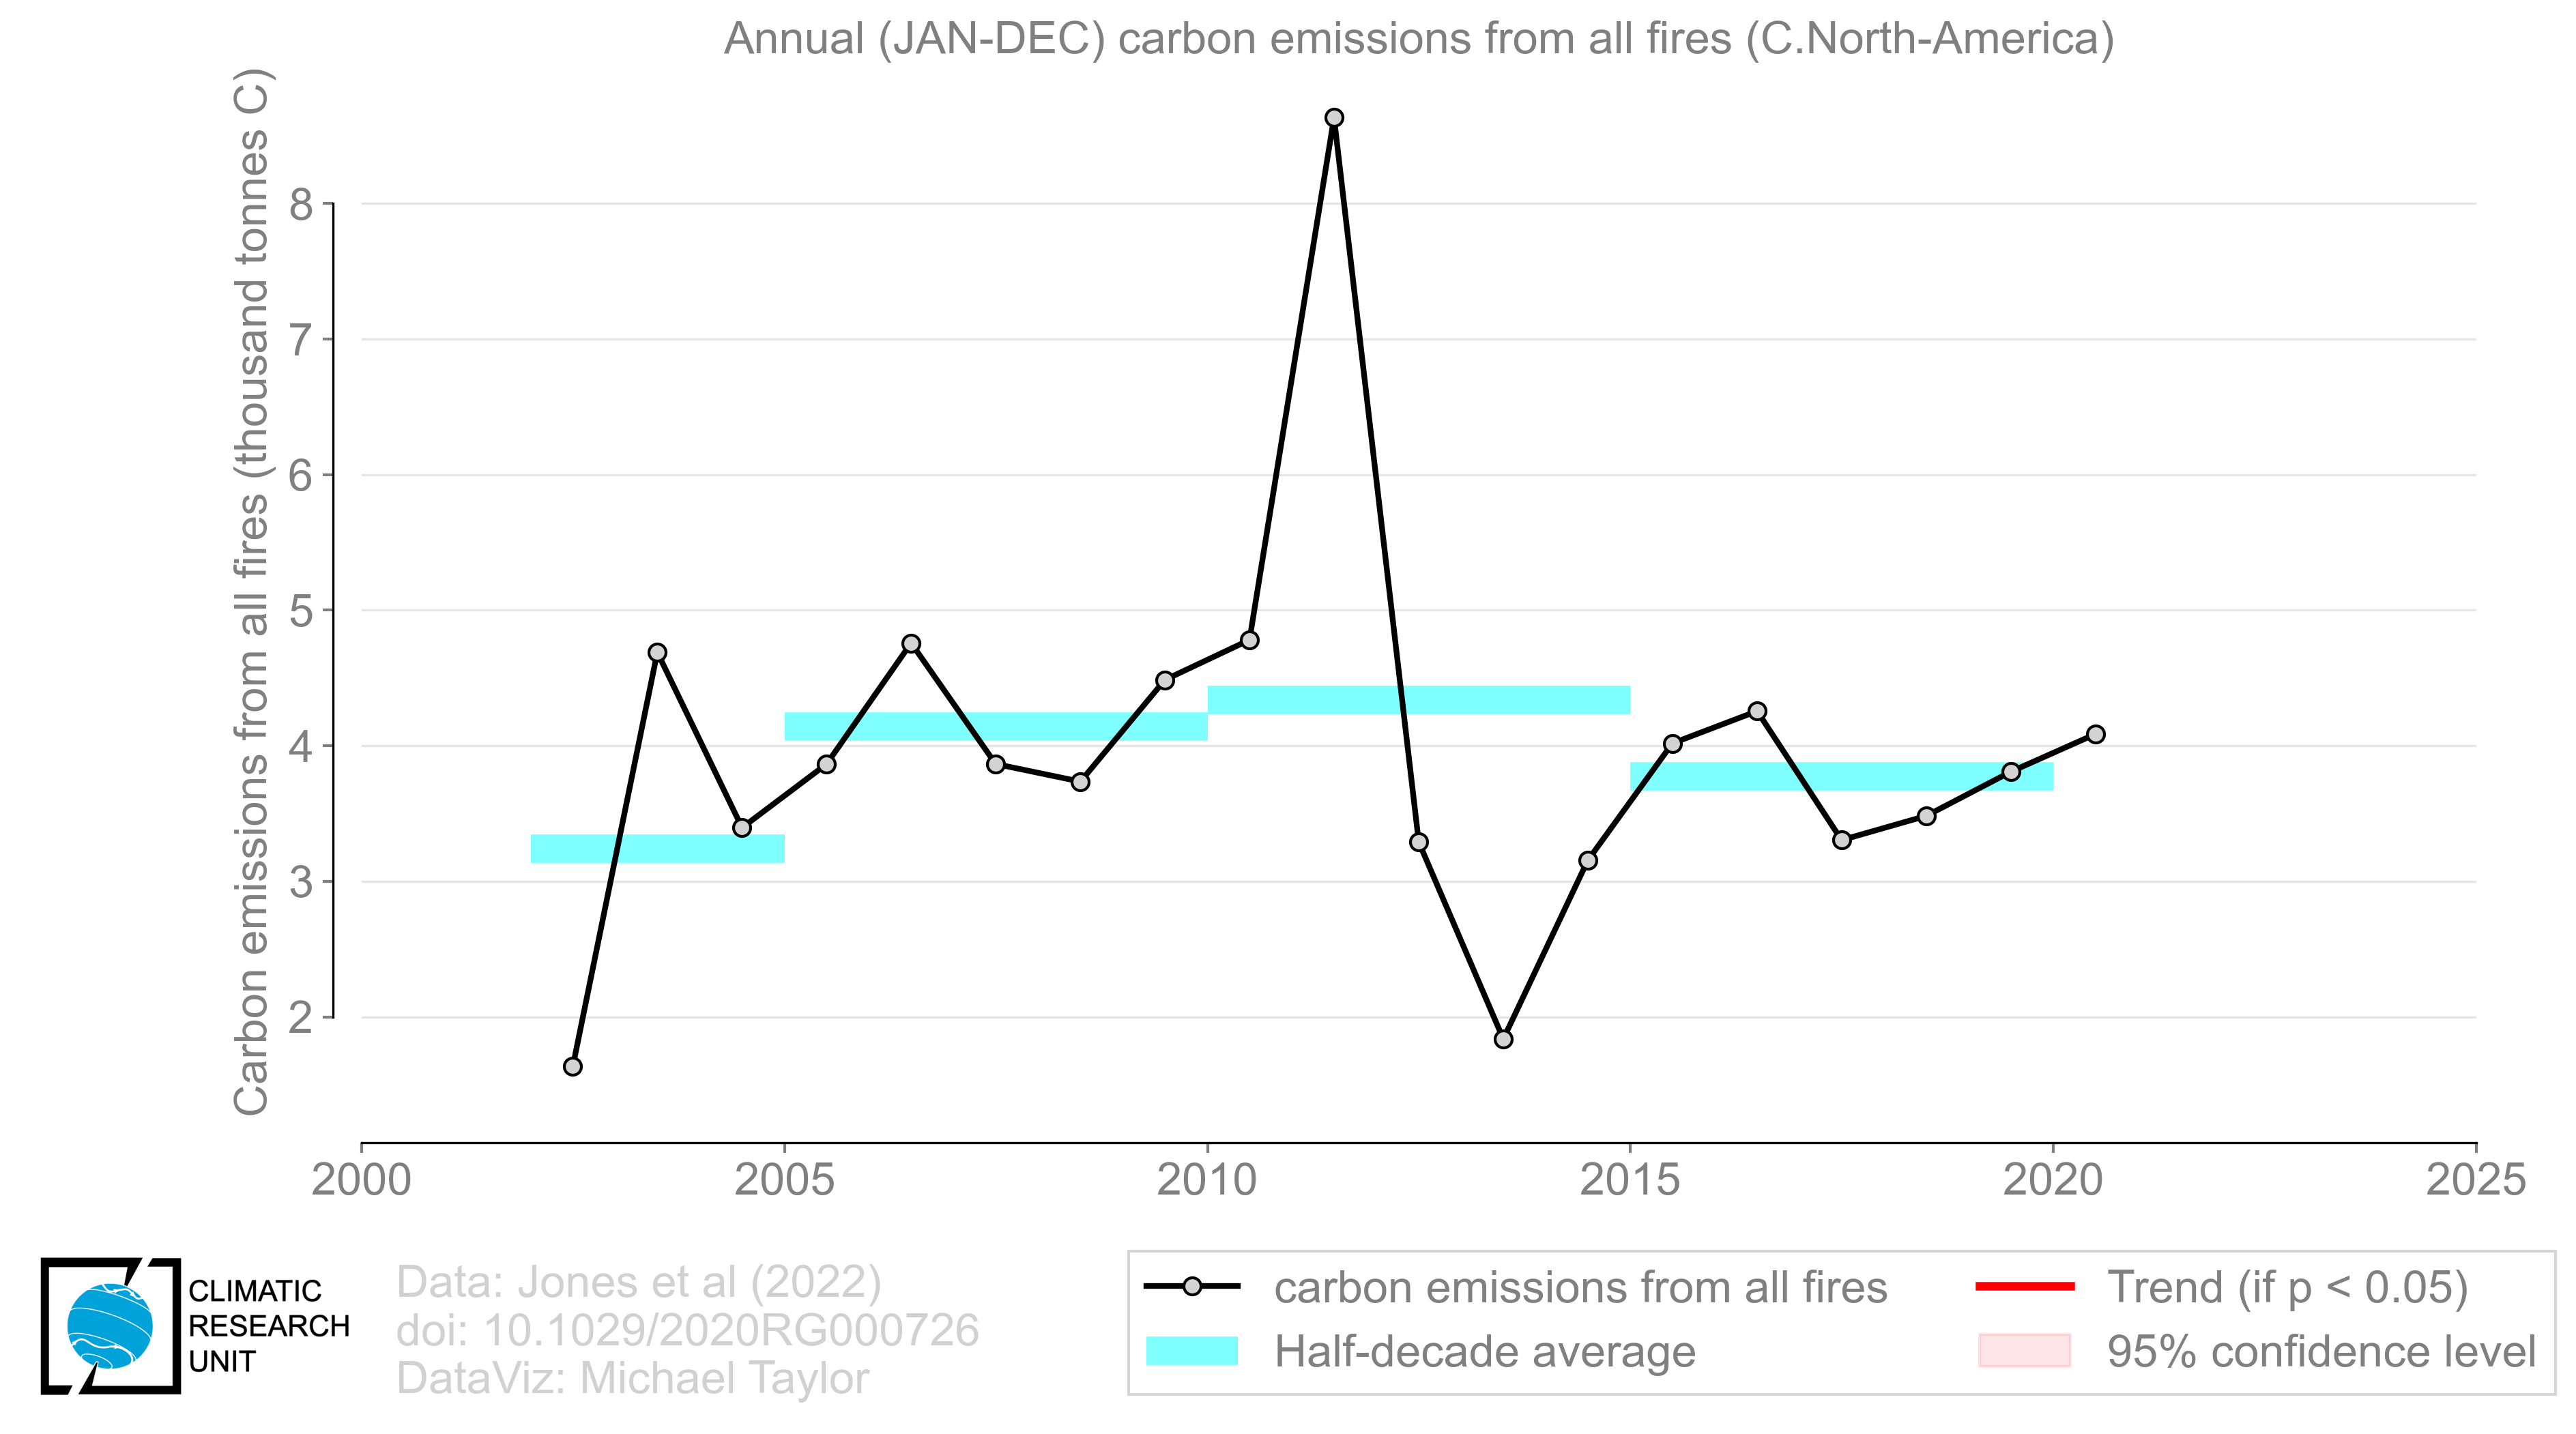 Annual (JAN-DEC) carbon emissions from all fires (C.North-America)
Carbon emissions from all fires (thousand tonnes C)
8
7
6
5
4
3
2
2000
2005
2010
2015
2020
2025
CLIMATIC
RESEARCH
UNIT
Data: Jones et al (2022)
doi: 10.1029/2020RG000726
DataViz: Michael Taylor
carbon emissions from all fires
Half-decade average
Trend (if p < 0.05)
95% confidence level